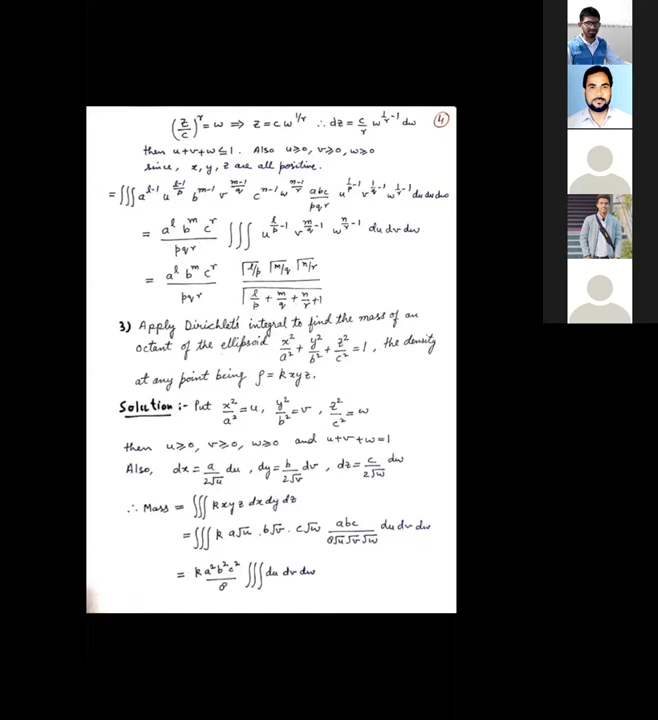 (z/c)^r = w ⇒ z = c w^{1/r} ∴ dz = c/r w^{1/r - 1} dw (4)
then u+v+w ≤ 1. Also u≥0, v≥0, w≥0
since, x, y, z are all positive.
= ∭ a^{l-1} u^{(l-1)/p} b^{m-1} v^{(m-1)/q} c^{n-1} w^{(n-1)/r} abc/pqr u^{1/p - 1} v^{1/q - 1} w^{1/r - 1} du dv dw
= a^l b^m c^r / pqr ∭ u^{l/p - 1} v^{m/q - 1} w^{n/r - 1} du dv dw
= a^l b^m c^r / pqr Γ(l/p) Γ(m/q) Γ(n/r) / Γ(l/p + m/q + n/r + 1)
3) Apply Dirichlet's integral to find the mass of an
octant of the ellipsoid x²/a² + y²/b² + z²/c² = 1, the density
at any point being ρ = kxyz.
Solution :- Put x²/a² = u, y²/b² = v, z²/c² = w
then u≥0, v≥0, w≥0 and u+v+w=1
Also, dx = a/2√u du, dy = b/2√v dv, dz = c/2√w dw
∴ Mass = ∭ kxyz dx dy dz
= ∭ k a√u . b√v . c√w abc/8√u√v√w du dv dw
= k a²b²c²/8 ∭ du dv dw